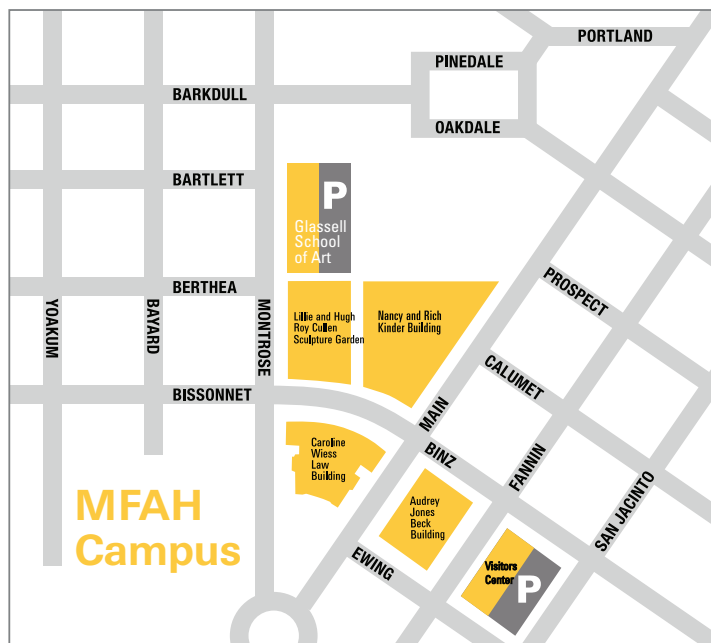 PORTLAND
PINEDALE
BARKDULL
OAKDALE
BARTLETT
P
Glassell
School
of Art
BERTHEA
PROSPECT
YOAKUM
BAYARD
MONTROSE
Lillie and Hugh
Roy Cullen
Sculpture Garden
Nancy and Rich
Kinder Building
CALUMET
BISSONNET
MAIN
BINZ
FANNIN
SAN JACINTO
Caroline
Wiess
Law
Building
MFAH
Campus
Audrey
Jones
Beck
Building
EWING
Visitors
Center
P